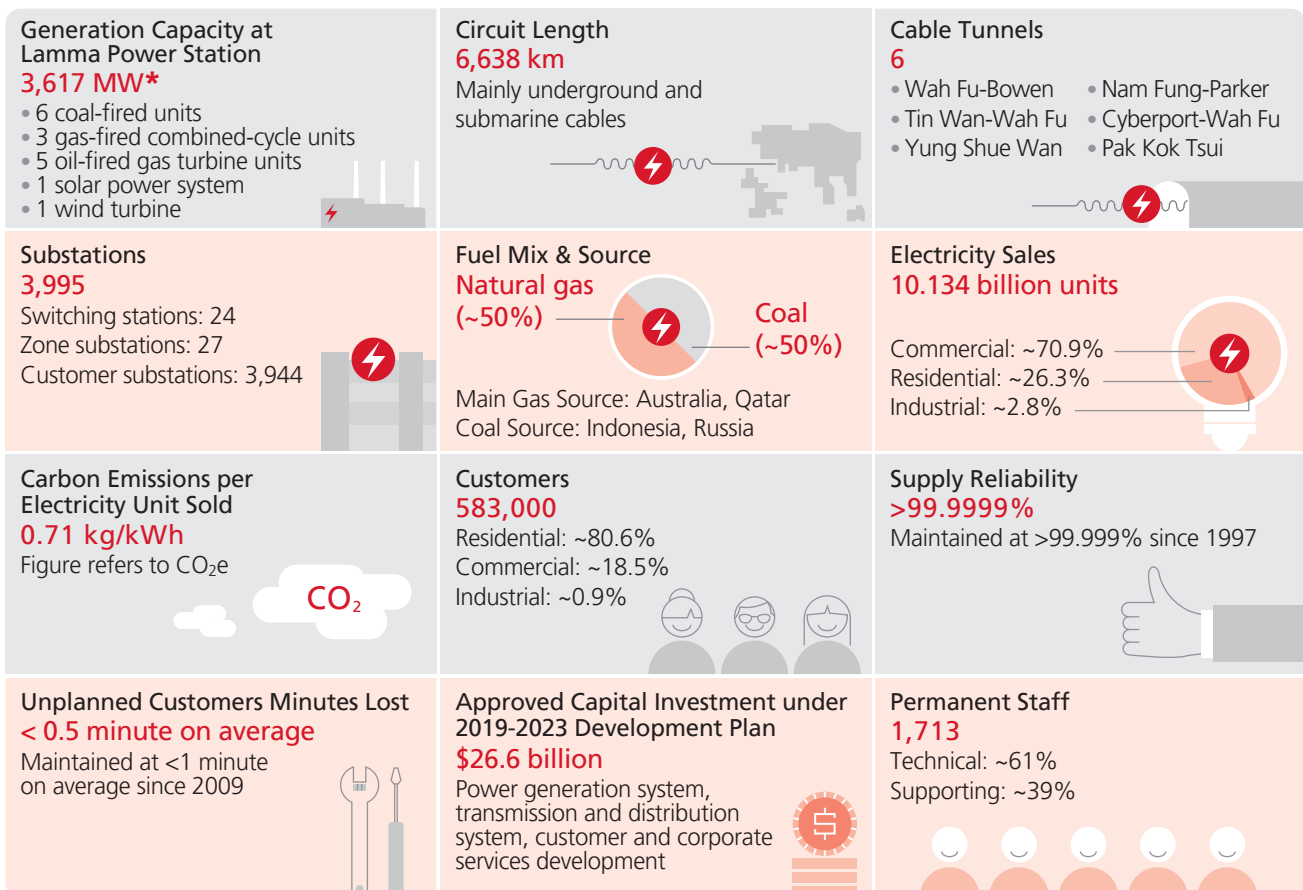 Generation Capacity at
Lamma Power Station
3,617 MW*
• 6 coal-fired units
• 3 gas-fired combined-cycle units
• 5 oil-fired gas turbine units
• 1 solar power system
• 1 wind turbine
Circuit Length
6,638 km
Mainly underground and
submarine cables
Cable Tunnels
6
• Wah Fu-Bowen
• Tin Wan-Wah Fu
• Yung Shue Wan
• Nam Fung-Parker
• Cyberport-Wah Fu
• Pak Kok Tsui
Substations
3,995
Switching stations: 24
Zone substations: 27
Customer substations: 3,944
Fuel Mix & Source
Natural gas
(~50%)
Coal
(~50%)
Main Gas Source: Australia, Qatar
Coal Source: Indonesia, Russia
Electricity Sales
10.134 billion units
Commercial: ~70.9%
Residential: ~26.3%
Industrial: ~2.8%
Carbon Emissions per
Electricity Unit Sold
0.71 kg/kWh
Figure refers to CO₂e
CO₂
Customers
583,000
Residential: ~80.6%
Commercial: ~18.5%
Industrial: ~0.9%
Supply Reliability
>99.9999%
Maintained at >99.999% since 1997
Unplanned Customers Minutes Lost
< 0.5 minute on average
Maintained at <1 minute
on average since 2009
Approved Capital Investment under
2019-2023 Development Plan
$26.6 billion
Power generation system,
transmission and distribution
system, customer and corporate
services development
$
Permanent Staff
1,713
Technical: ~61%
Supporting: ~39%